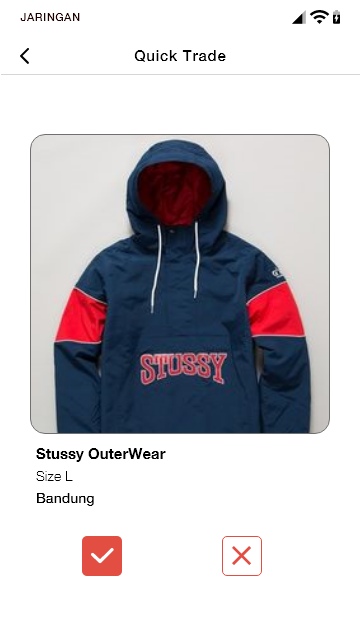 JARINGAN
Quick Trade
STUSSY
Stussy OuterWear
Size L
Bandung